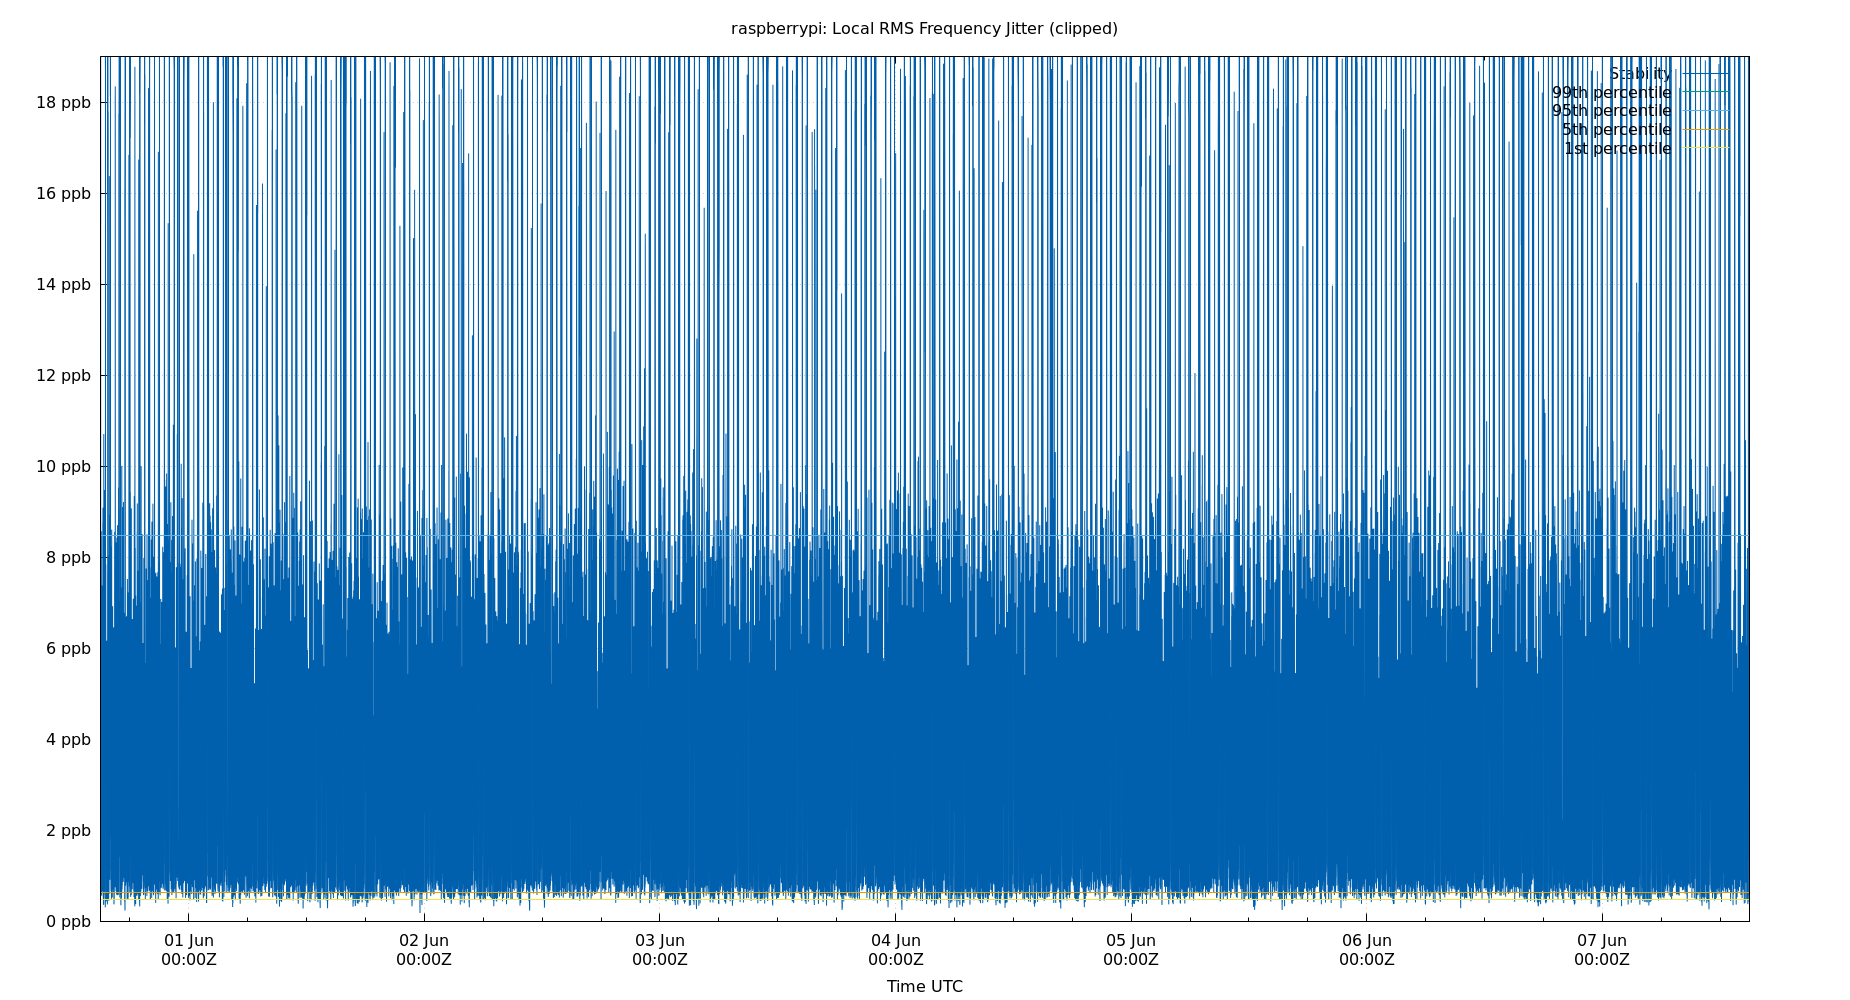 raspberrypi: Local RMS Frequency Jitter (clipped)
Stability
99th percentile
95th percentile
5th percentile
1st percentile
18 ppb
16 ppb
14 ppb
12 ppb
10 ppb
8 ppb
6 ppb
4 ppb
2 ppb
0 ppb
01 Jun 02 Jun 03 Jun 04 Jun 05 Jun 06 Jun 07 Jun
00:00Z 00:00Z 00:00Z 00:00Z 00:00Z 00:00Z 00:00Z
Time UTC